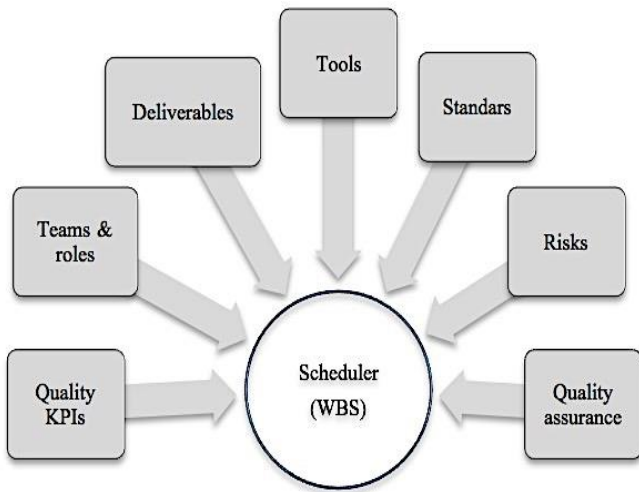 Tools
Deliverables
Standars
Teams &
roles
Risks
Scheduler
(WBS)
Quality
KPIs
Quality
assurance